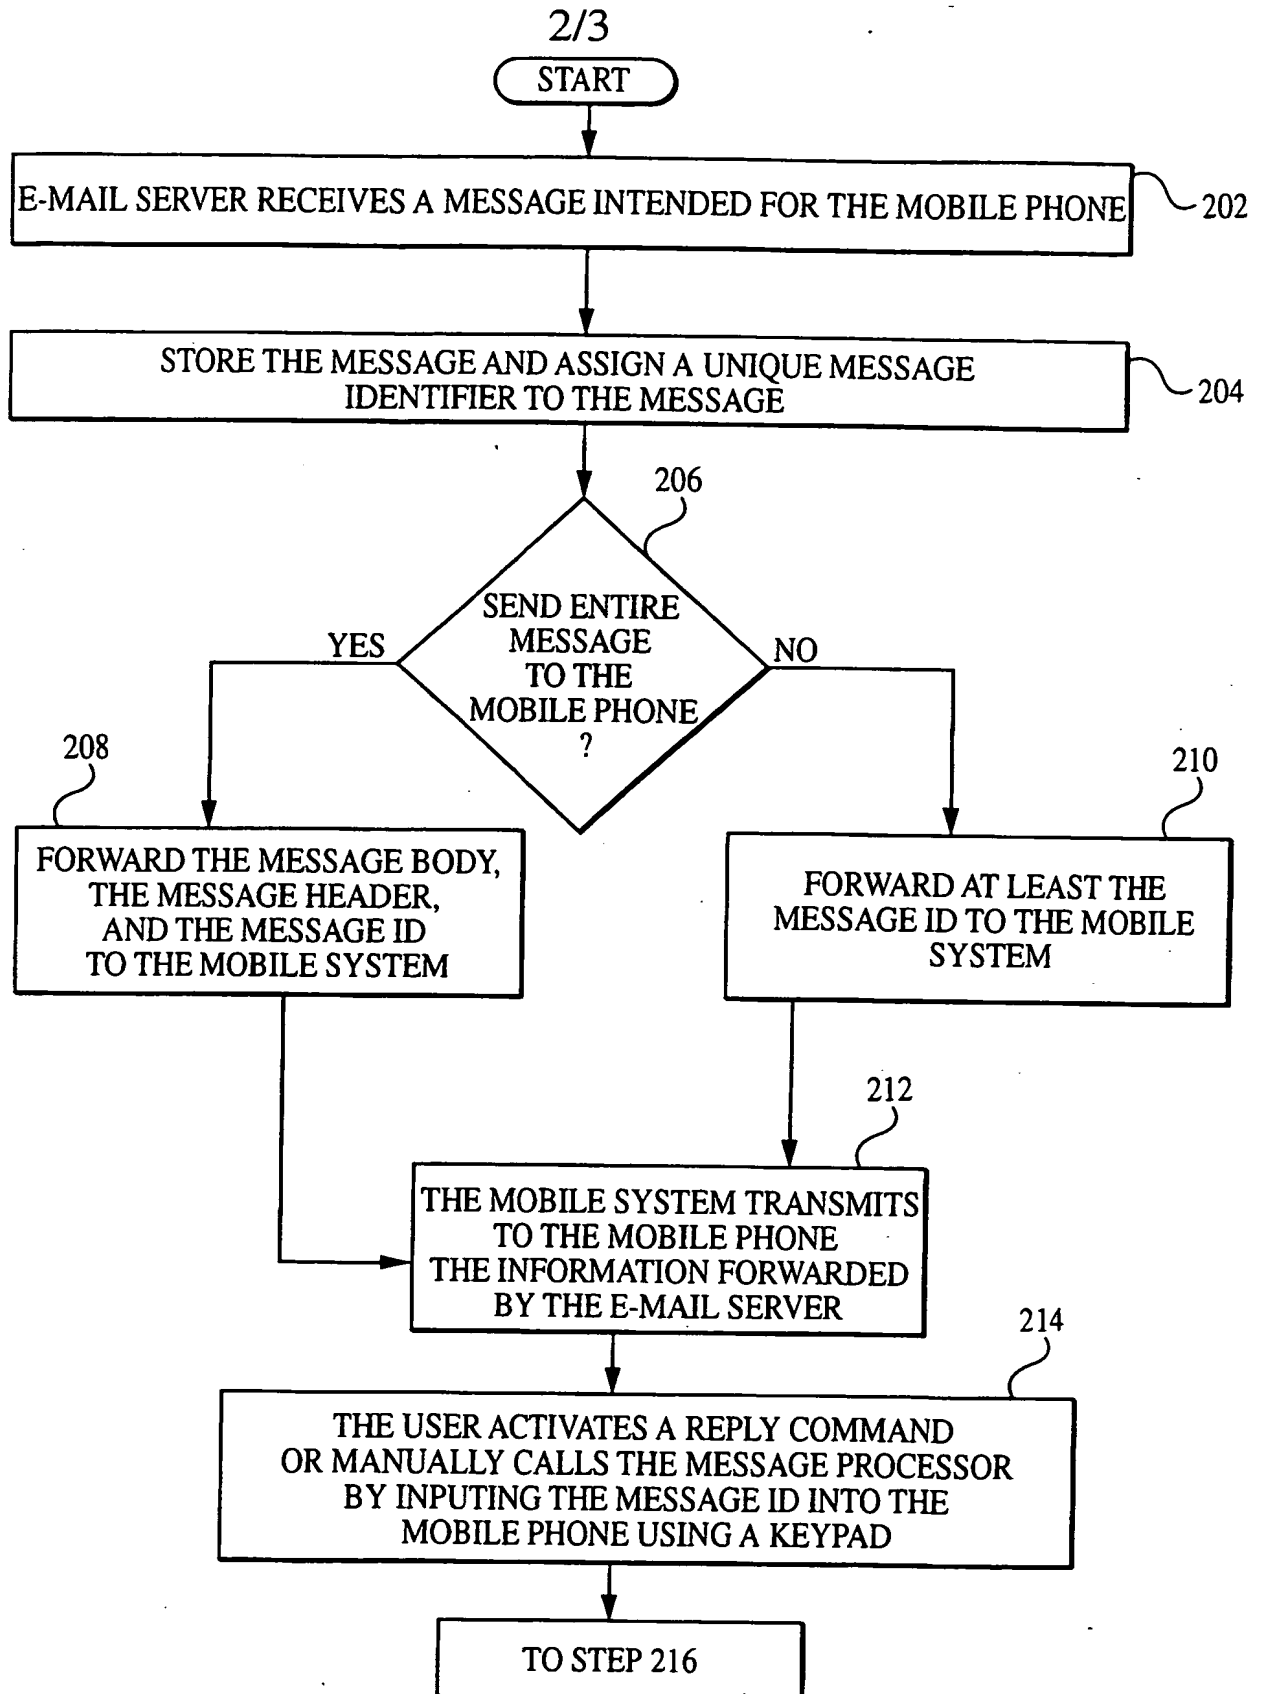 2/3
START
E-MAIL SERVER RECEIVES A MESSAGE INTENDED FOR THE MOBILE PHONE
202
STORE THE MESSAGE AND ASSIGN A UNIQUE MESSAGE
IDENTIFIER TO THE MESSAGE
204
206
SEND ENTIRE
MESSAGE
TO THE
MOBILE PHONE
?
YES
NO
208
FORWARD THE MESSAGE BODY,
THE MESSAGE HEADER,
AND THE MESSAGE ID
TO THE MOBILE SYSTEM
210
FORWARD AT LEAST THE
MESSAGE ID TO THE MOBILE
SYSTEM
212
THE MOBILE SYSTEM TRANSMITS
TO THE MOBILE PHONE
THE INFORMATION FORWARDED
BY THE E-MAIL SERVER
214
THE USER ACTIVATES A REPLY COMMAND
OR MANUALLY CALLS THE MESSAGE PROCESSOR
BY INPUTING THE MESSAGE ID INTO THE
MOBILE PHONE USING A KEYPAD
TO STEP 216